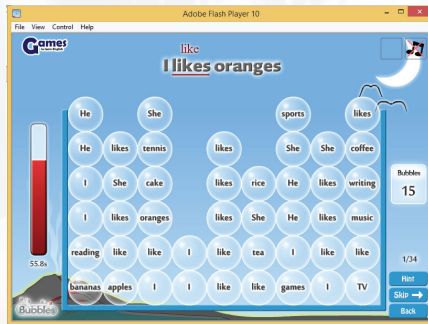 Adobe Flash Player 10
File View Control Help
Games
like
I likes oranges
He She sports likes
He likes tennis likes She She coffee
I She cake likes rice He likes writing
I likes oranges likes She He likes music
reading like like I like tea I like like
bananas apples I I like like games I TV
55.8s
Bubbles
15
1/34
Hint
Skip →
Back
Bubbles